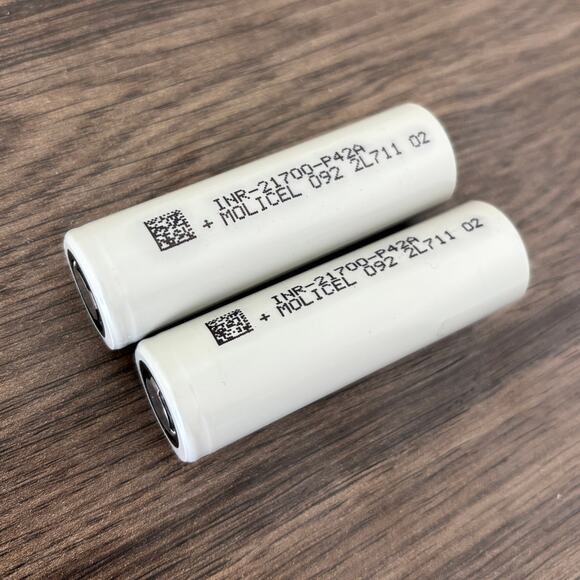 INR-21700-P42A
+ MOLICEL 092 2L711 02
INR-21700-P42A
+ MOLICEL 092 2L711 02